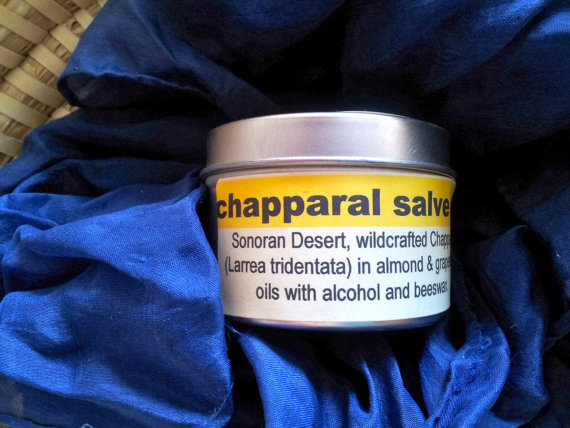 chapparal salve
Sonoran Desert, wildcrafted Chapp
(Larrea tridentata) in almond & grape
oils with alcohol and beeswax.